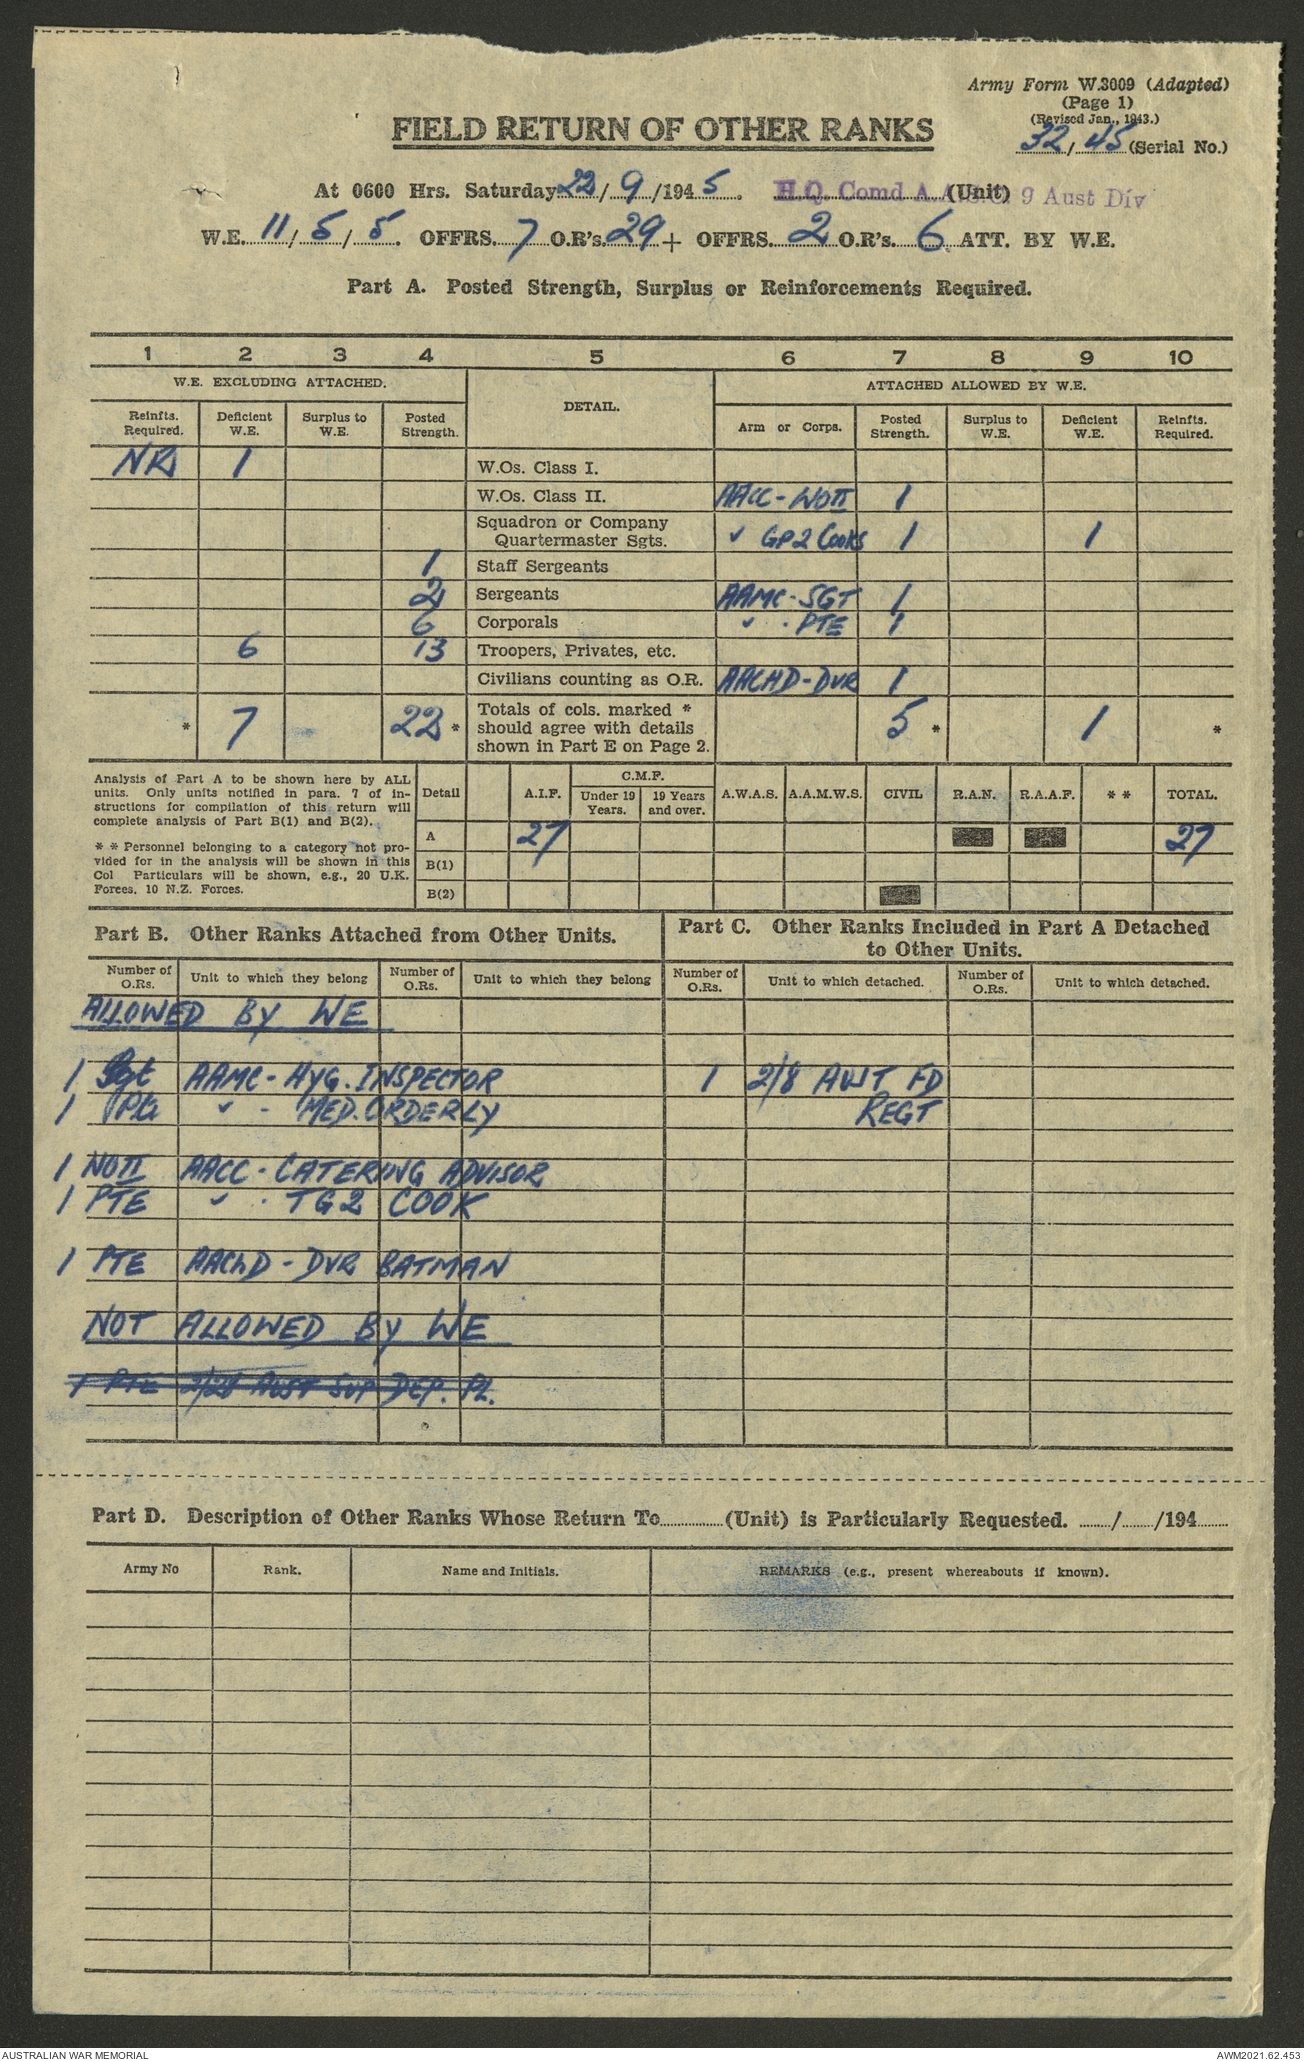 Army Form W.3009 (Adapted)
(Page 1)
(Revised Jan., 1943.)
32/45 (Serial No.)
FIELD RETURN OF OTHER RANKS
At 0600 Hrs. Saturday 22/9/1945. H.Q. Comd A.A.S.C. 9 Aust Div (Unit)
W.E. 11/5/5. OFFRS. 7 O.R's. 29 + OFFRS. 2 O.R's. 6 ATT. BY W.E.
Part A. Posted Strength, Surplus or Reinforcements Required.
1 2 3 4 5 6 7 8 9 10
W.E. EXCLUDING ATTACHED. DETAIL. ATTACHED ALLOWED BY W.E.
Reinfts. Required. Deficient W.E. Surplus to W.E. Posted Strength. Arm or Corps. Posted Strength. Surplus to W.E. Deficient W.E. Reinfts. Required.
NR 1 W.Os. Class I.
W.Os. Class II. AACC - WOII 1
Squadron or Company Quartermaster Sgts. " GP2 Cooks 1 1
1 Staff Sergeants
2 Sergeants AAMC - SGT 1
6 Corporals " - PTE 1
6 13 Troopers, Privates, etc.
Civilians counting as O.R. AACHD - DVR 1
* 7 22 * Totals of cols. marked * should agree with details shown in Part E on Page 2. 5 * 1 *
Analysis of Part A to be shown here by ALL units. Only units notified in para. 7 of instructions for compilation of this return will complete analysis of Part B(1) and B(2).
* * Personnel belonging to a category not provided for in the analysis will be shown in this Col Particulars will be shown, e.g., 20 U.K. Forces, 10 N.Z. Forces.
Detail A.I.F. C.M.F. Under 19 Years. 19 Years and over. A.W.A.S. A.A.M.W.S. CIVIL R.A.N. R.A.A.F. * * TOTAL.
A 27 27
B(1)
B(2)
Part B. Other Ranks Attached from Other Units.
Part C. Other Ranks Included in Part A Detached to Other Units.
Number of O.Rs. Unit to which they belong Number of O.Rs. Unit to which they belong Number of O.Rs. Unit to which detached. Number of O.Rs. Unit to which detached.
ALLOWED BY WE
1 Sgt AAMC - HYG. INSPECTOR 1 2/8 AUST FD
1 Pte " - MED. ORDERLY REGT
1 WOII AACC - CATERING ADVISOR
1 PTE " - TG2 COOK
1 PTE AAChD - DVR BATMAN
NOT ALLOWED BY WE
1 PTE 2/28 AUST SUP DEP. PL.
Part D. Description of Other Ranks Whose Return To............(Unit) is Particularly Requested. ....../....../194......
Army No Rank. Name and Initials. REMARKS (e.g., present whereabouts if known).
AUSTRALIAN WAR MEMORIAL AWM2021.62.453